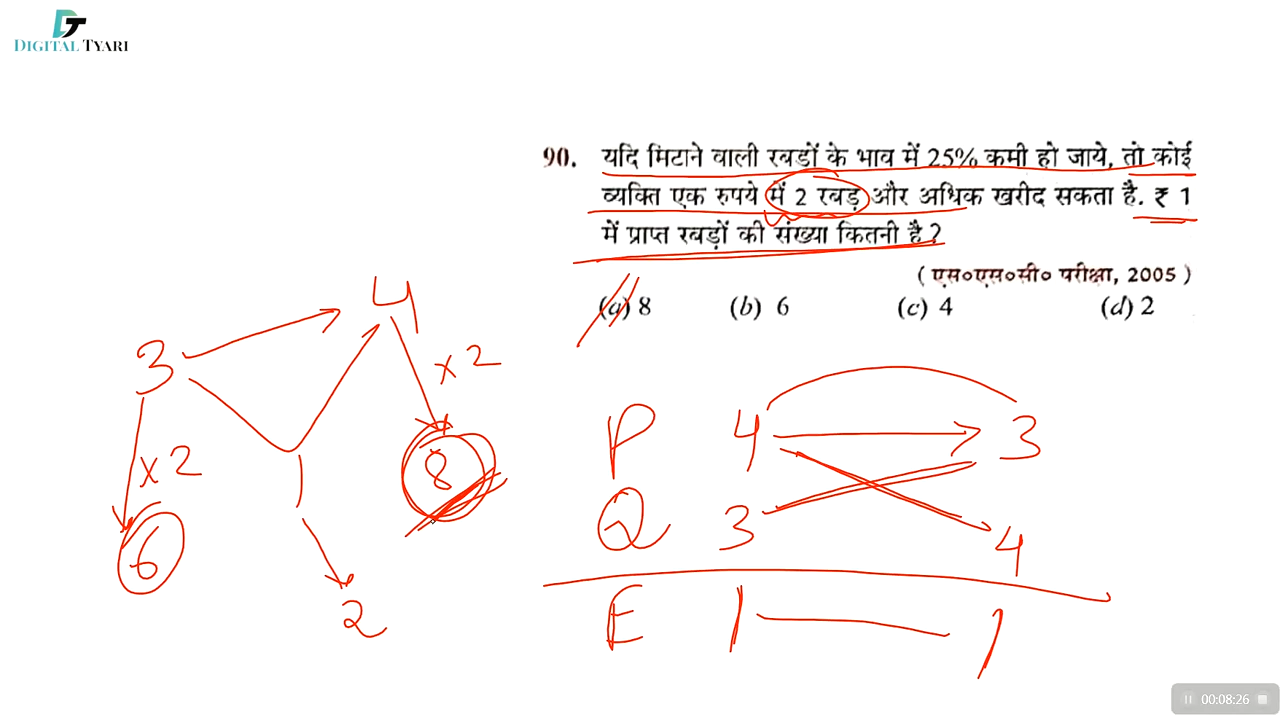 DIGITAL TYARI
90. यदि मिटाने वाली रबडों के भाव में 25% कमी हो जाये, तो कोई
व्यक्ति एक रुपये में 2 रबड़ और अधिक खरीद सकता है. ₹ 1
में प्राप्त रबडों की संख्या कितनी है?
( एस०एस०सी० परीक्षा, 2005 )
(a) 8 (b) 6 (c) 4 (d) 2
3 4
x 2 x 2
6 1 8
2
P 4 3
Q 3 4
E 1 1
00:08:26